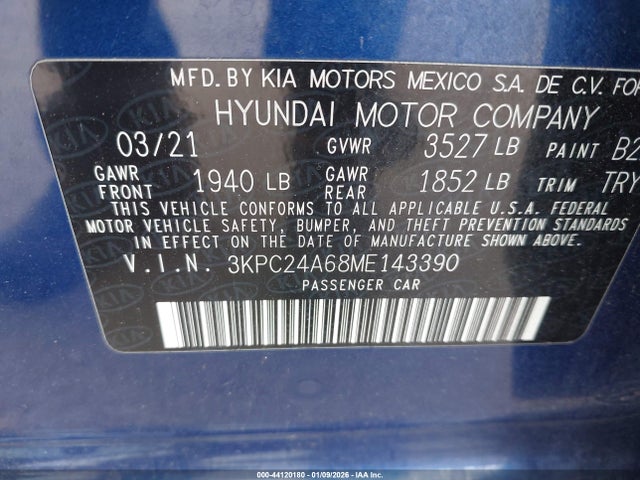 MFD. BY KIA MOTORS MEXICO S.A. DE C.V. FOR
HYUNDAI MOTOR COMPANY
03/21 GVWR 3527 LB PAINT B2
GAWR FRONT 1940 LB GAWR REAR 1852 LB TRIM TRY
THIS VEHICLE CONFORMS TO ALL APPLICABLE U.S.A. FEDERAL
MOTOR VEHICLE SAFETY, BUMPER, AND THEFT PREVENTION STANDARDS
IN EFFECT ON THE DATE OF MANUFACTURE SHOWN ABOVE.
V.I.N. 3KPC24A68ME143390
PASSENGER CAR
000-44120180 - 01/09/2026 - IAAI Inc.